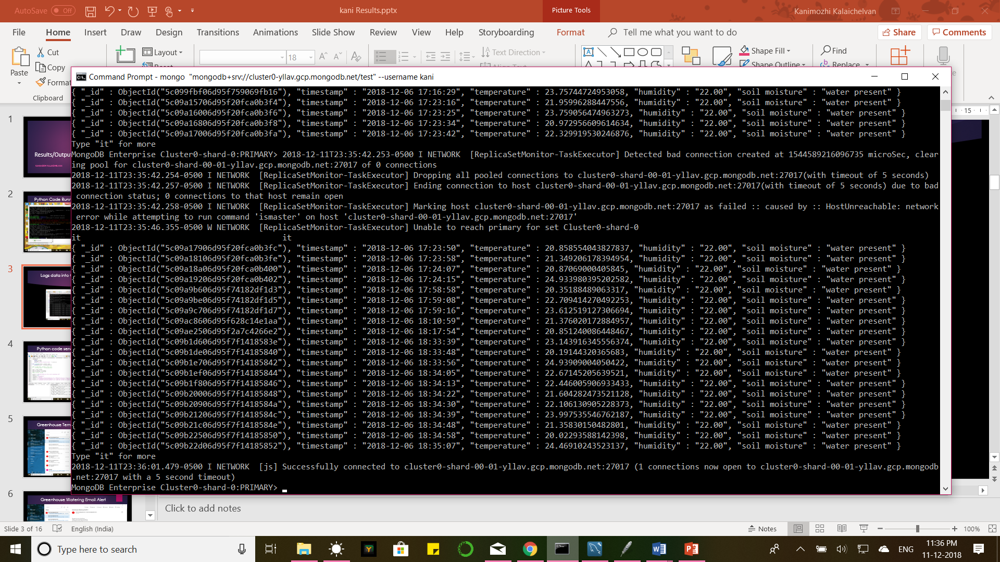 AutoSave Off kani Results.pptx Picture Tools Kanimozhi Kalaichelvan
File Home Insert Draw Design Transitions Animations Slide Show Review View Help Storyboarding Format Tell me what you want to do Share Comments
Paste Cut Copy Format Clipboard Layout Reset 18 Text Direction Align Text Shape Fill Shape Outline Find Replace
Command Prompt - mongo "mongodb+srv://cluster0-yllav.gcp.mongodb.net/test" --username kani
{ "_id" : ObjectId("5c099fbf06d95f759069fb16"), "timestamp" : "2018-12-06 17:16:29", "temperature" : 23.75744724953058, "humidity" : "22.00", "soil moisture" : "water present" }
{ "_id" : ObjectId("5c09a15706d95f20fca0b3f4"), "timestamp" : "2018-12-06 17:23:16", "temperature" : 21.95996288447556, "humidity" : "22.00", "soil moisture" : "water present" }
{ "_id" : ObjectId("5c09a16006d95f20fca0b3f6"), "timestamp" : "2018-12-06 17:23:25", "temperature" : 23.759056474963273, "humidity" : "22.00", "soil moisture" : "water present" }
{ "_id" : ObjectId("5c09a16806d95f20fca0b3f8"), "timestamp" : "2018-12-06 17:23:34", "temperature" : 20.972956609614634, "humidity" : "22.00", "soil moisture" : "water present" }
{ "_id" : ObjectId("5c09a17006d95f20fca0b3fa"), "timestamp" : "2018-12-06 17:23:42", "temperature" : 22.329919530246876, "humidity" : "22.00", "soil moisture" : "water present" }
Type "it" for more
MongoDB Enterprise Cluster0-shard-0:PRIMARY> 2018-12-11T23:35:42.253-0500 I NETWORK  [ReplicaSetMonitor-TaskExecutor] Detected bad connection created at 1544589216096735 microSec, clear
ing pool for cluster0-shard-00-01-yllav.gcp.mongodb.net:27017 of 0 connections
2018-12-11T23:35:42.254-0500 I NETWORK  [ReplicaSetMonitor-TaskExecutor] Dropping all pooled connections to cluster0-shard-00-01-yllav.gcp.mongodb.net:27017(with timeout of 5 seconds)
2018-12-11T23:35:42.257-0500 I NETWORK  [ReplicaSetMonitor-TaskExecutor] Ending connection to host cluster0-shard-00-01-yllav.gcp.mongodb.net:27017(with timeout of 5 seconds) due to bad
connection status; 0 connections to that host remain open
2018-12-11T23:35:42.258-0500 I NETWORK  [ReplicaSetMonitor-TaskExecutor] Marking host cluster0-shard-00-01-yllav.gcp.mongodb.net:27017 as failed :: caused by :: HostUnreachable: network
error while attempting to run command 'ismaster' on host 'cluster0-shard-00-01-yllav.gcp.mongodb.net:27017'
2018-12-11T23:35:46.355-0500 W NETWORK  [ReplicaSetMonitor-TaskExecutor] Unable to reach primary for set Cluster0-shard-0
it it
{ "_id" : ObjectId("5c09a17906d95f20fca0b3fc"), "timestamp" : "2018-12-06 17:23:50", "temperature" : 20.858554043827837, "humidity" : "22.00", "soil moisture" : "water present" }
{ "_id" : ObjectId("5c09a18106d95f20fca0b3fe"), "timestamp" : "2018-12-06 17:23:58", "temperature" : 21.349206178394954, "humidity" : "22.00", "soil moisture" : "water present" }
{ "_id" : ObjectId("5c09a18a06d95f20fca0b400"), "timestamp" : "2018-12-06 17:24:07", "temperature" : 20.87069000405845, "humidity" : "22.00", "soil moisture" : "water present" }
{ "_id" : ObjectId("5c09a19206d95f20fca0b402"), "timestamp" : "2018-12-06 17:24:15", "temperature" : 24.933980395202582, "humidity" : "22.00", "soil moisture" : "water present" }
{ "_id" : ObjectId("5c09a9b606d95f74182df1d3"), "timestamp" : "2018-12-06 17:58:58", "temperature" : 20.35188489063317, "humidity" : "22.00", "soil moisture" : "water present" }
{ "_id" : ObjectId("5c09a9be06d95f74182df1d5"), "timestamp" : "2018-12-06 17:59:08", "temperature" : 22.709414270492253, "humidity" : "22.00", "soil moisture" : "water present" }
{ "_id" : ObjectId("5c09a9c706d95f74182df1d7"), "timestamp" : "2018-12-06 17:59:16", "temperature" : 23.612519127306694, "humidity" : "22.00", "soil moisture" : "water present" }
{ "_id" : ObjectId("5c09ac8606d95f628c14e1aa"), "timestamp" : "2018-12-06 18:10:59", "temperature" : 21.376020172884957, "humidity" : "22.00", "soil moisture" : "water present" }
{ "_id" : ObjectId("5c09ae2506d95f2a7c4266e2"), "timestamp" : "2018-12-06 18:17:54", "temperature" : 20.851240086448467, "humidity" : "22.00", "soil moisture" : "water present" }
{ "_id" : ObjectId("5c09b1d606d95f7f1418583e"), "timestamp" : "2018-12-06 18:33:39", "temperature" : 23.143916345556374, "humidity" : "22.00", "soil moisture" : "water present" }
{ "_id" : ObjectId("5c09b1de06d95f7f14185840"), "timestamp" : "2018-12-06 18:33:48", "temperature" : 20.19144320365683, "humidity" : "22.00", "soil moisture" : "water present" }
{ "_id" : ObjectId("5c09b1e706d95f7f14185842"), "timestamp" : "2018-12-06 18:33:56", "temperature" : 24.93909004050422, "humidity" : "22.00", "soil moisture" : "water present" }
{ "_id" : ObjectId("5c09b1ef06d95f7f14185844"), "timestamp" : "2018-12-06 18:34:05", "temperature" : 22.67145205639521, "humidity" : "22.00", "soil moisture" : "water present" }
{ "_id" : ObjectId("5c09b1f806d95f7f14185846"), "timestamp" : "2018-12-06 18:34:13", "temperature" : 22.446005906933433, "humidity" : "22.00", "soil moisture" : "water present" }
{ "_id" : ObjectId("5c09b20006d95f7f14185848"), "timestamp" : "2018-12-06 18:34:22", "temperature" : 21.604282473521128, "humidity" : "22.00", "soil moisture" : "water present" }
{ "_id" : ObjectId("5c09b20906d95f7f1418584a"), "timestamp" : "2018-12-06 18:34:30", "temperature" : 22.106130905228373, "humidity" : "22.00", "soil moisture" : "water present" }
{ "_id" : ObjectId("5c09b21206d95f7f1418584c"), "timestamp" : "2018-12-06 18:34:39", "temperature" : 23.997535546762187, "humidity" : "22.00", "soil moisture" : "water present" }
{ "_id" : ObjectId("5c09b21c06d95f7f1418584e"), "timestamp" : "2018-12-06 18:34:48", "temperature" : 21.35830150482801, "humidity" : "22.00", "soil moisture" : "water present" }
{ "_id" : ObjectId("5c09b22506d95f7f14185850"), "timestamp" : "2018-12-06 18:34:58", "temperature" : 20.02293588142398, "humidity" : "22.00", "soil moisture" : "water present" }
{ "_id" : ObjectId("5c09b22d06d95f7f14185852"), "timestamp" : "2018-12-06 18:35:07", "temperature" : 24.46910243523137, "humidity" : "22.00", "soil moisture" : "water present" }
Type "it" for more
2018-12-11T23:36:01.479-0500 I NETWORK  [js] Successfully connected to cluster0-shard-00-01-yllav.gcp.mongodb.net:27017 (1 connections now open to cluster0-shard-00-01-yllav.gcp.mongodb
.net:27017 with a 5 second timeout)
MongoDB Enterprise Cluster0-shard-0:PRIMARY>
15
1 Results/Outpu
2 Python Code Runn
3 Logs data into
4 Python code sen
5 Greenhouse Tem
6 Greenhouse Watering Email Alert
Click to add notes
Slide 3 of 16 English (India) Notes 100%
Type here to search ENG 11:36 PM
11-12-2018